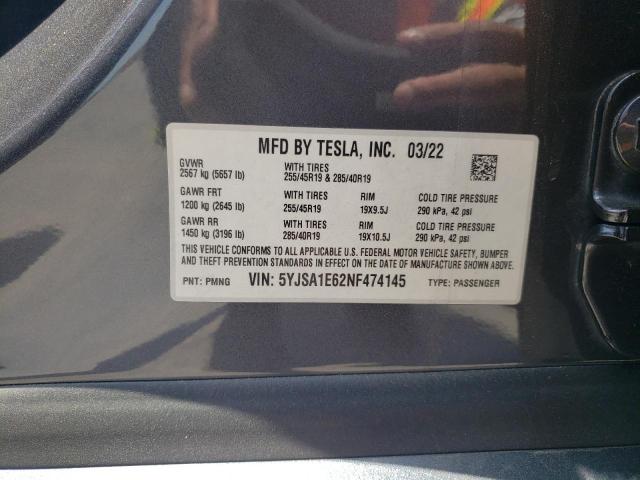 MFD BY TESLA, INC. 03/22
GVWR
2567 kg (5657 lb)
WITH TIRES
255/45R19 & 285/40R19
GAWR FRT
1200 kg (2645 lb)
WITH TIRES
255/45R19
RIM
19X9.5J
COLD TIRE PRESSURE
290 kPa, 42 psi
GAWR RR
1450 kg (3196 lb)
WITH TIRES
285/40R19
RIM
19X10.5J
COLD TIRE PRESSURE
290 kPa, 42 psi
THIS VEHICLE CONFORMS TO ALL APPLICABLE U.S. FEDERAL MOTOR VEHICLE SAFETY, BUMPER
AND THEFT PREVENTION STANDARDS IN EFFECT ON THE DATE OF MANUFACTURE SHOWN ABOVE.
PNT: PMNG VIN: 5YJSA1E62NF474145 TYPE: PASSENGER